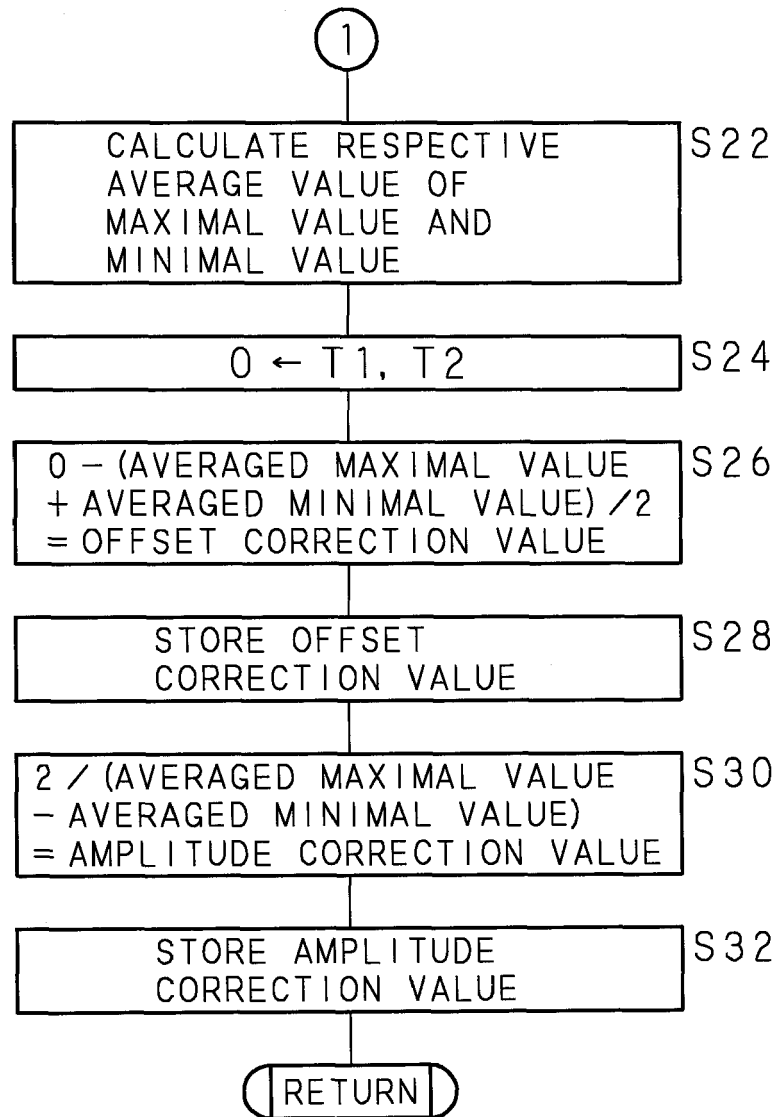 1
CALCULATE RESPECTIVE
AVERAGE VALUE OF
MAXIMAL VALUE AND
MINIMAL VALUE
S22
0 ← T1, T2
S24
0 - (AVERAGED MAXIMAL VALUE
+ AVERAGED MINIMAL VALUE) /2
= OFFSET CORRECTION VALUE
S26
STORE OFFSET
CORRECTION VALUE
S28
2 / (AVERAGED MAXIMAL VALUE
- AVERAGED MINIMAL VALUE)
= AMPLITUDE CORRECTION VALUE
S30
STORE AMPLITUDE
CORRECTION VALUE
S32
RETURN